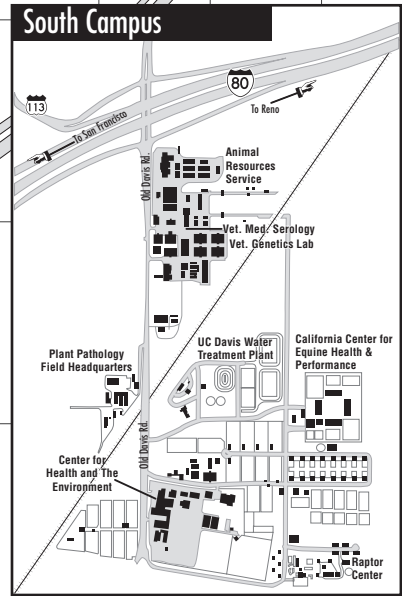 South Campus
113
80
To San Francisco
To Reno
Old Davis Rd.
Animal
Resources
Service
Vet. Med. Serology
Vet. Genetics Lab
Plant Pathology
Field Headquarters
UC Davis Water
Treatment Plant
California Center for
Equine Health &
Performance
Old Davis Rd.
Center for
Health and The
Environment
Raptor
Center